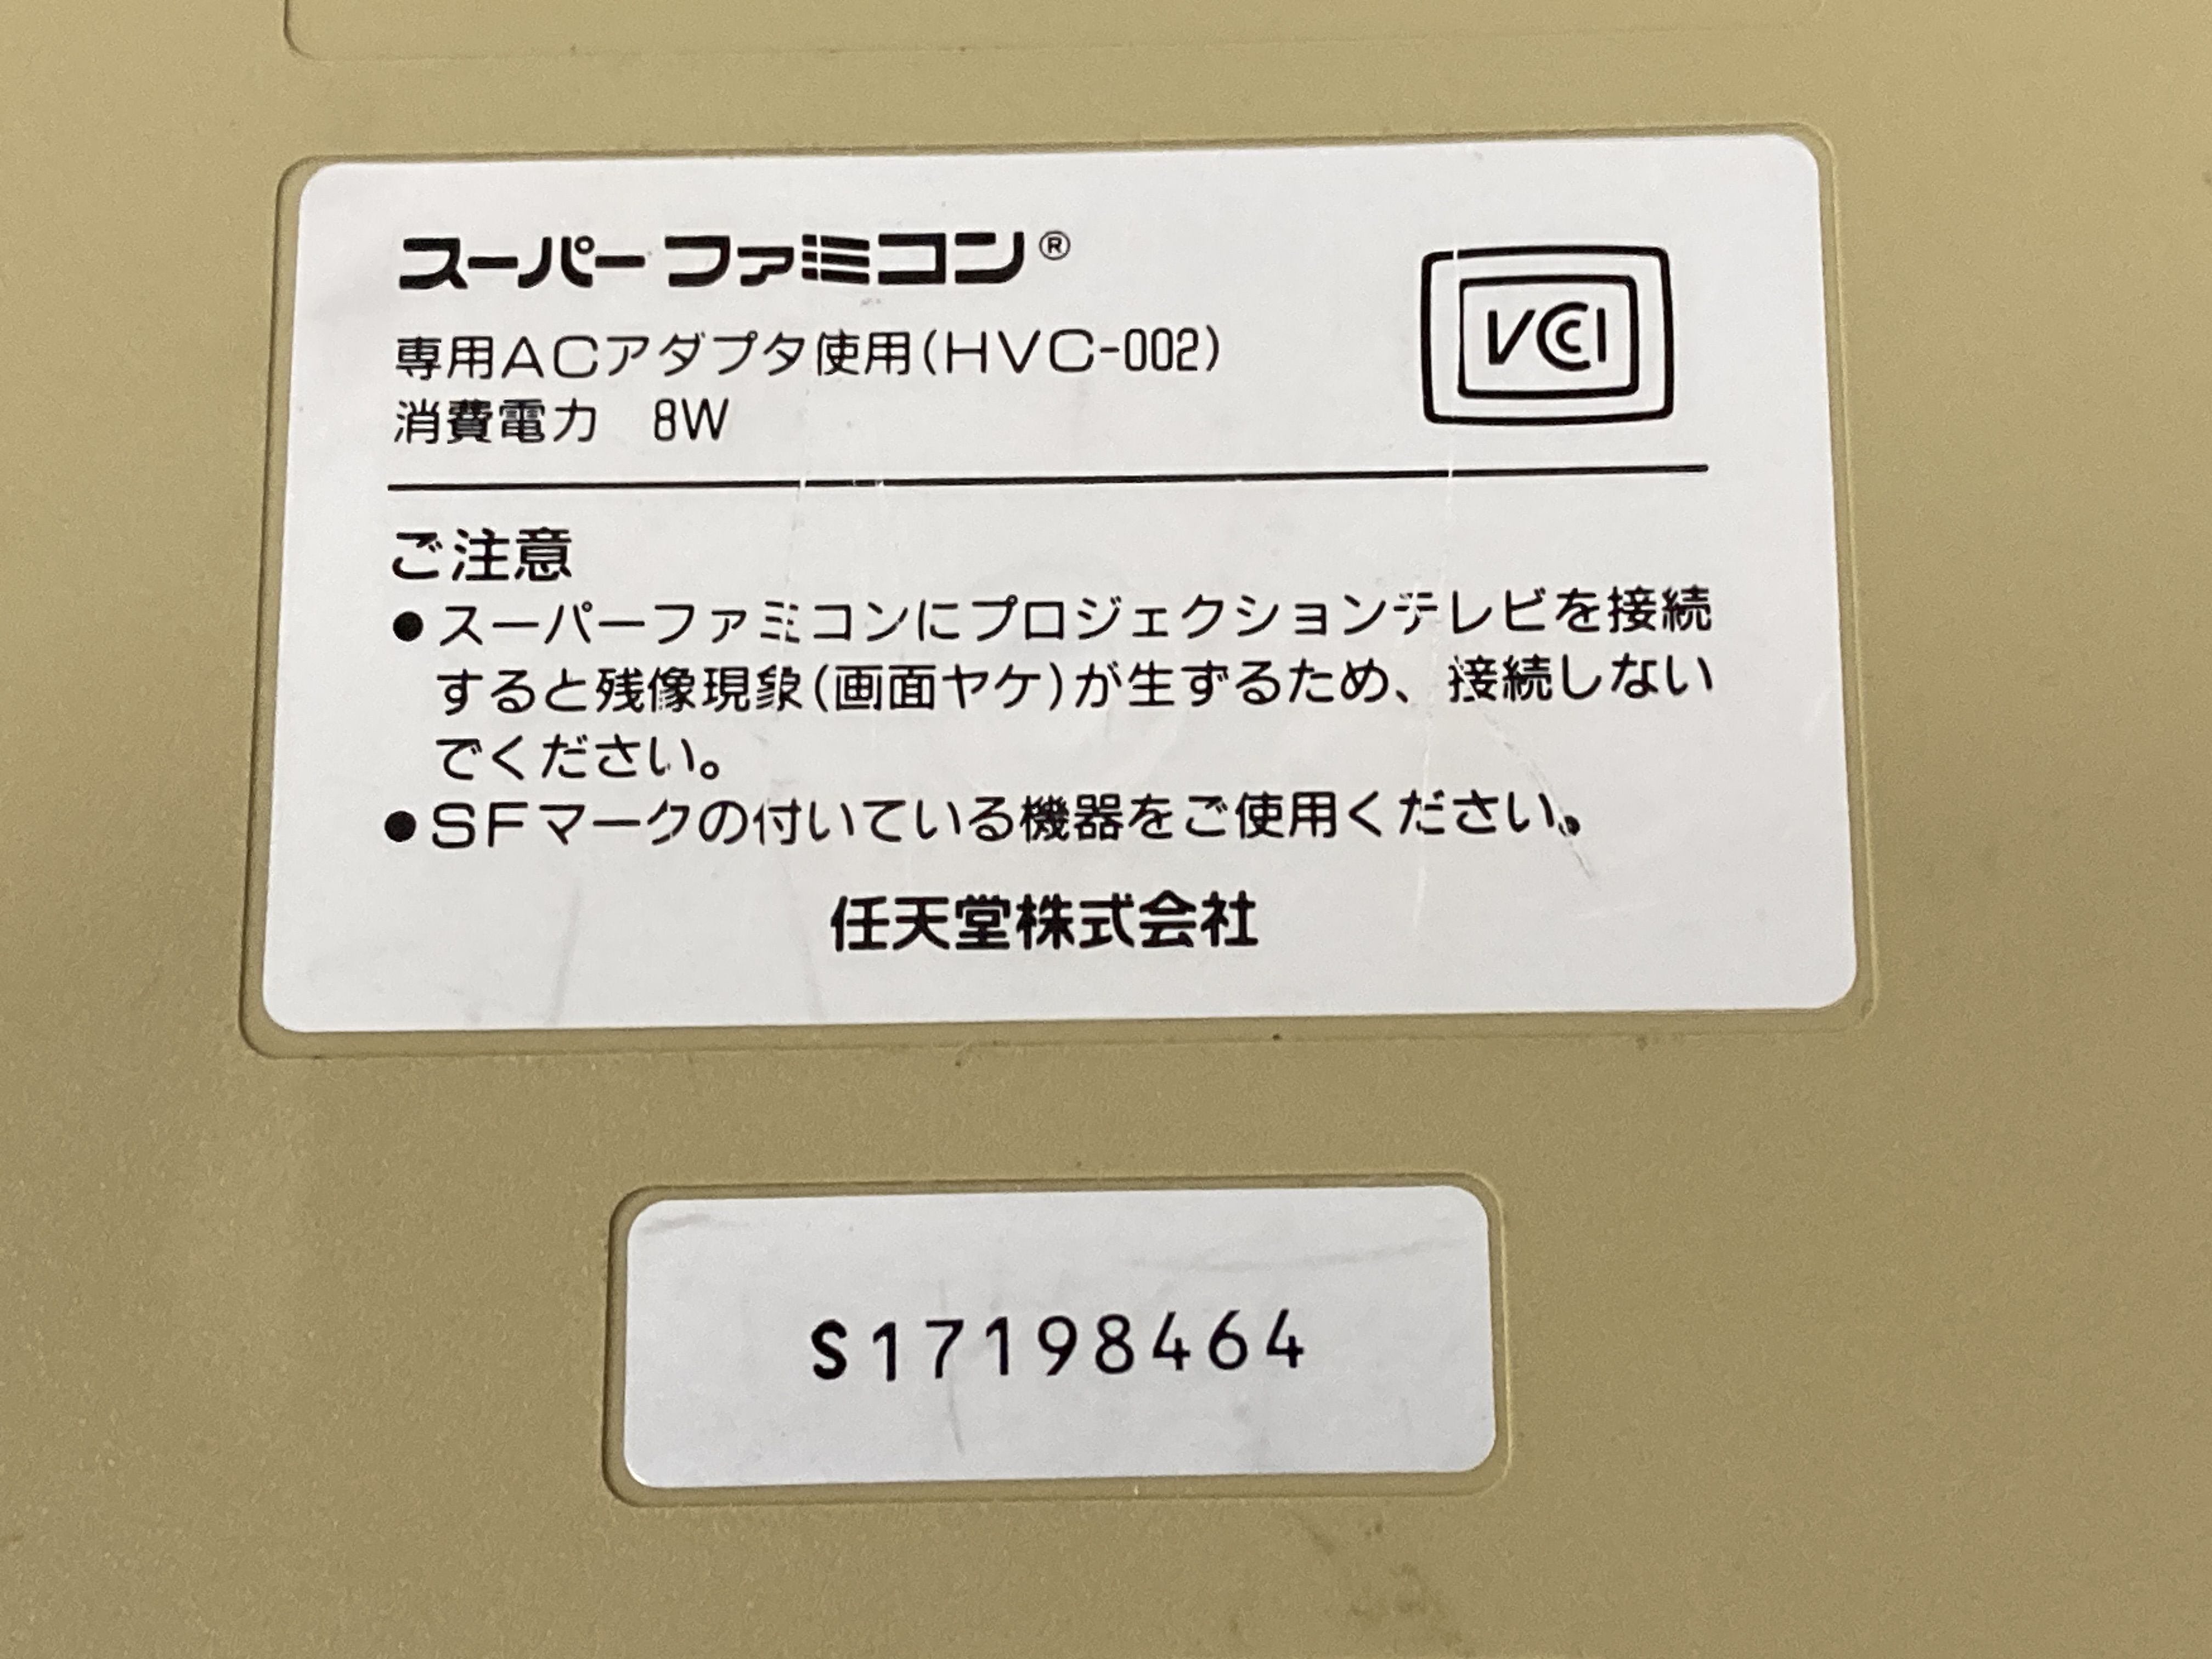 スーパーファミコン®
専用ACアダプタ使用(HVC-002)
消費電力　8W
VCCI
ご注意
●スーパーファミコンにプロジェクションテレビを接続
すると残像現象(画面ヤケ)が生ずるため、接続しない
でください。
●SFマークの付いている機器をご使用ください。
任天堂株式会社
S17198464